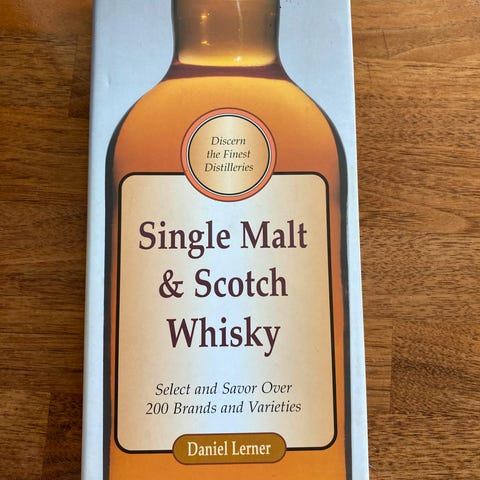 Discern
the Finest
Distilleries
Single Malt
& Scotch
Whisky
Select and Savor Over
200 Brands and Varieties
Daniel Lerner